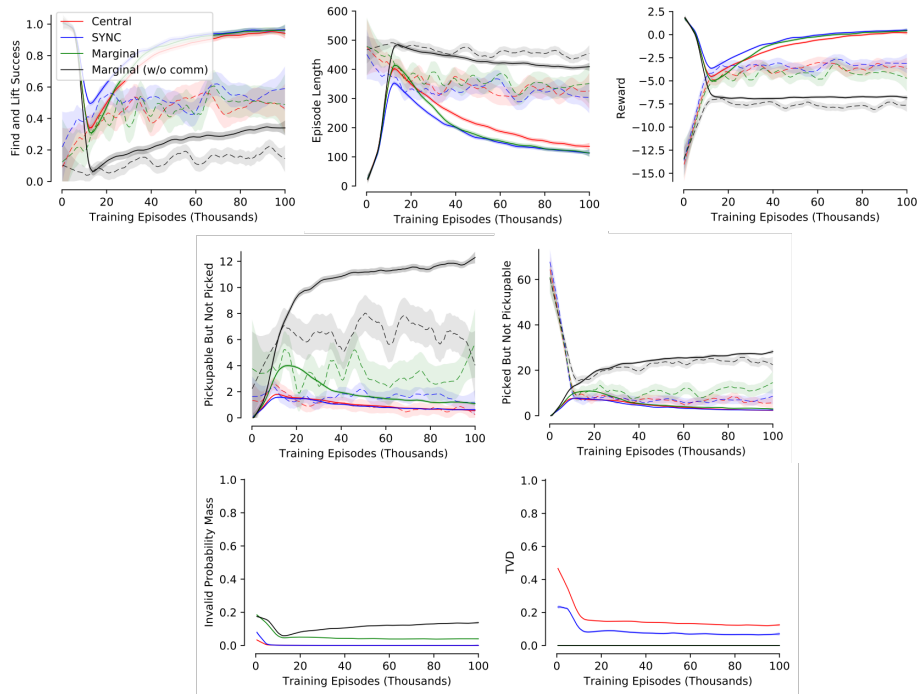 Central
SYNC
Marginal
Marginal (w/o comm)
Find and Lift Success
1.0
0.8
0.6
0.4
0.2
0.0
0 20 40 60 80 100
Training Episodes (Thousands)
Episode Length
600
500
400
300
200
100
0
0 20 40 60 80 100
Training Episodes (Thousands)
Reward
2.5
0.0
−2.5
−5.0
−7.5
−10.0
−12.5
−15.0
0 20 40 60 80 100
Training Episodes (Thousands)
Pickupable But Not Picked
12
10
8
6
4
2
0
0 20 40 60 80 100
Training Episodes (Thousands)
Picked But Not Pickupable
60
40
20
0
0 20 40 60 80 100
Training Episodes (Thousands)
Invalid Probability Mass
1.0
0.8
0.6
0.4
0.2
0.0
0 20 40 60 80 100
Training Episodes (Thousands)
TVD
1.0
0.8
0.6
0.4
0.2
0.0
0 20 40 60 80 100
Training Episodes (Thousands)